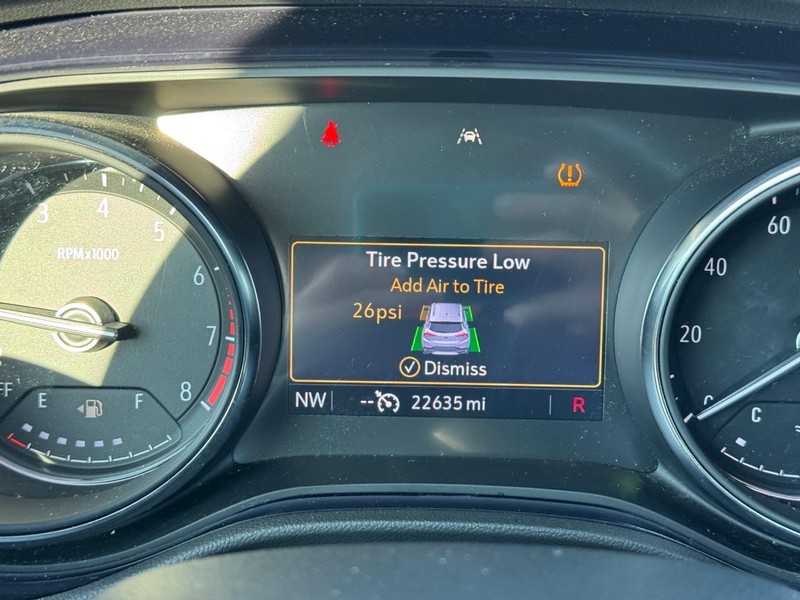 3
4
5
6
7
8
RPMx1000
FF
E
F
Tire Pressure Low
Add Air to Tire
26psi
Dismiss
NW -- 22635 mi R
60
40
20
C